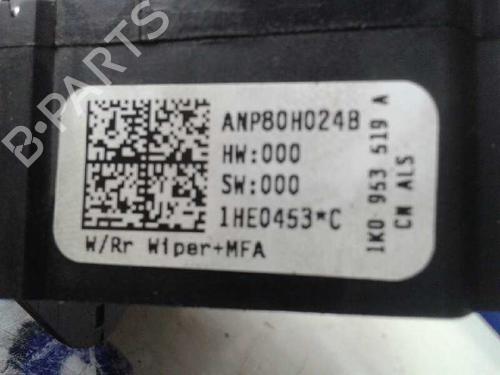 B-PARTS
ANP80H024B
HW:000
SW:000
1HE0453*C
W/Rr Wiper+MFA
1K0 953 519 A
CN ALS